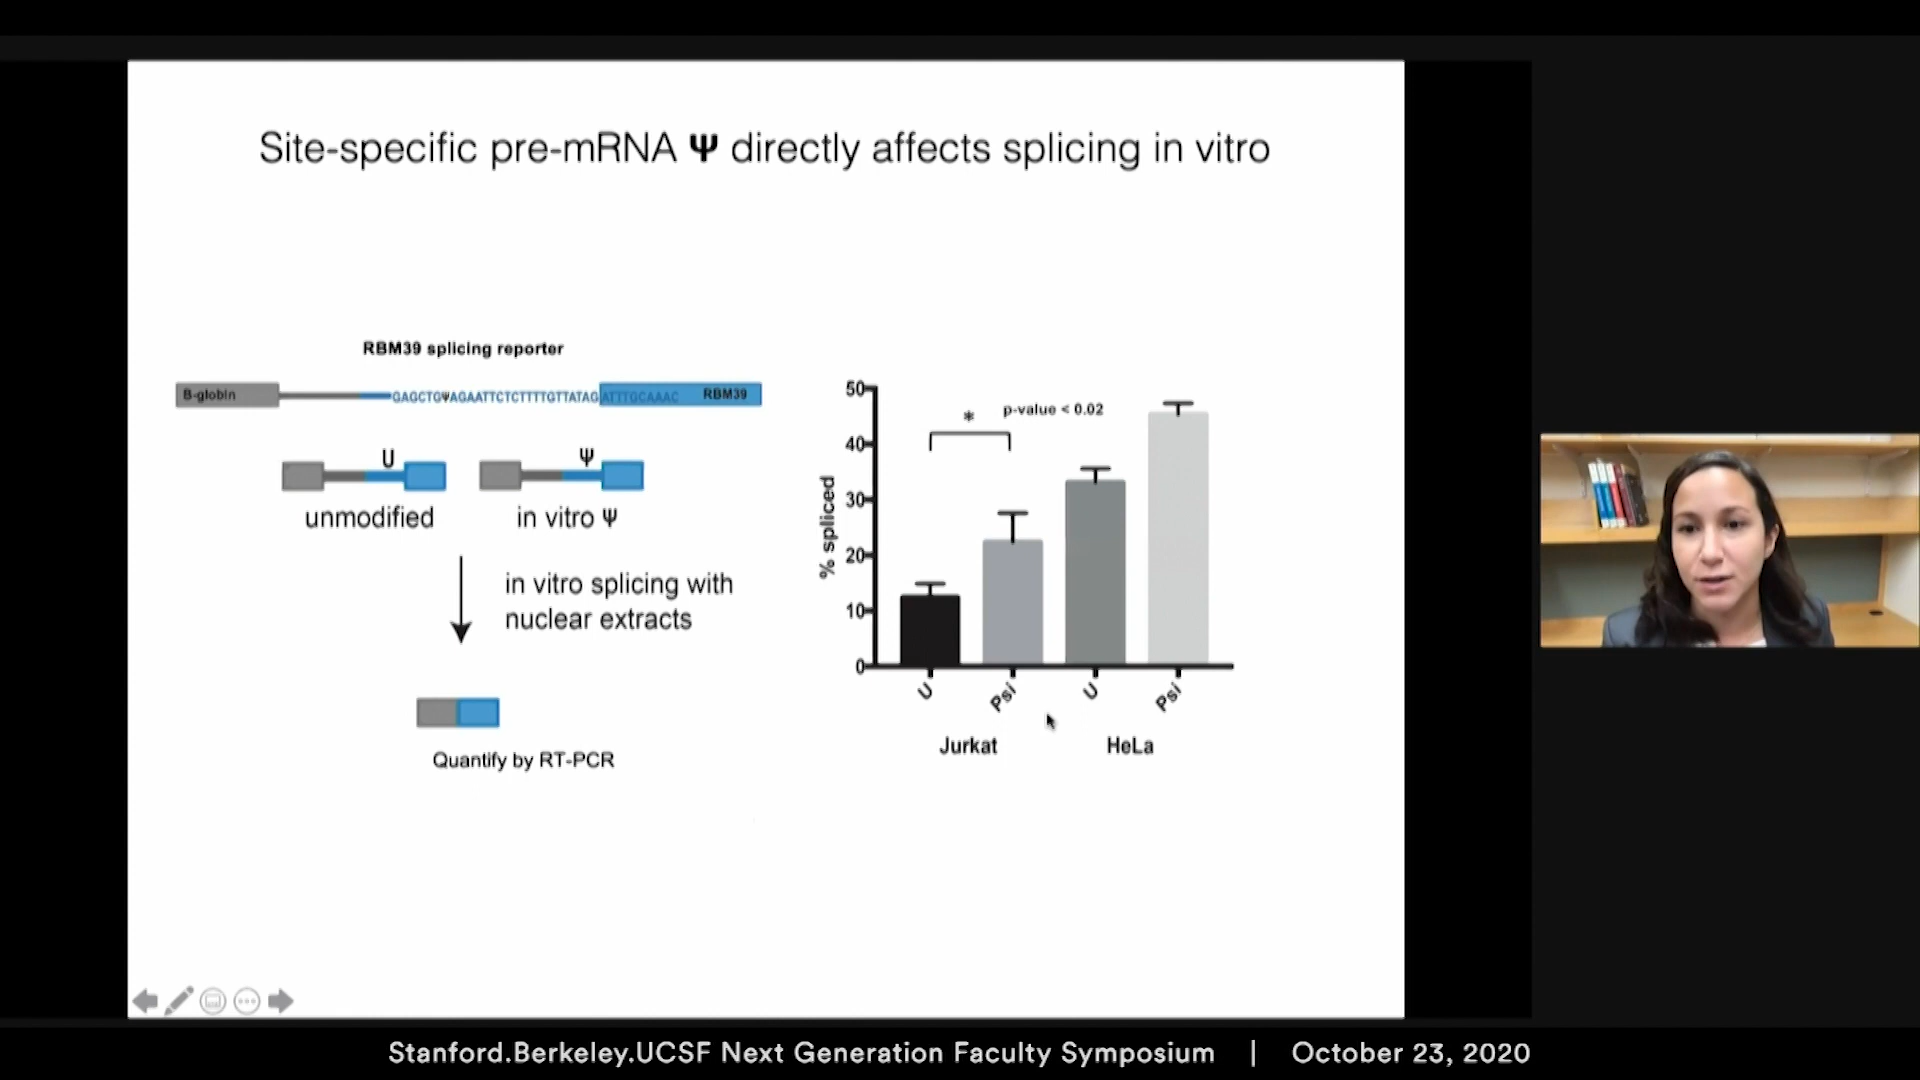 Site-specific pre-mRNA Ψ directly affects splicing in vitro
RBM39 splicing reporter
B-globin
GAGCTGΨAGAATTCTCTTTTGTTATAGATTTGCAAAC
RBM39
U
Ψ
unmodified
in vitro Ψ
in vitro splicing with
nuclear extracts
Quantify by RT-PCR
% spliced
50
40
30
20
10
0
*
p-value < 0.02
U
Psi
U
Psi
Jurkat
HeLa
Stanford.Berkeley.UCSF Next Generation Faculty Symposium | October 23, 2020